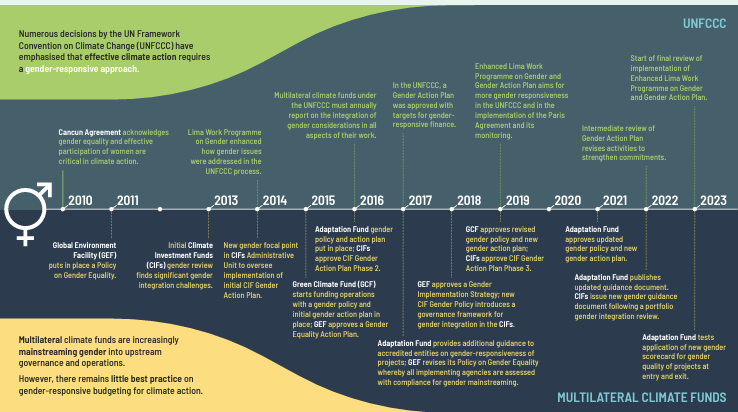 Numerous decisions by the UN Framework
Convention on Climate Change (UNFCCC) have
emphasised that effective climate action requires
a gender-responsive approach.
UNFCCC
Cancun Agreement acknowledges
gender equality and effective
participation of women are
critical in climate action.
Lima Work Programme
on Gender enhanced
how gender issues
were addressed in the
UNFCCC process.
Multilateral climate funds under
the UNFCCC must annually
report on the integration of
gender considerations in all
aspects of their work.
In the UNFCCC, a
Gender Action Plan
was approved with
targets for gender-
responsive finance.
Enhanced Lima Work
Programme on Gender and
Gender Action Plan aims for
more gender responsiveness
in the UNFCCC and in the
implementation of the Paris
Agreement and its
monitoring.
Intermediate review of
Gender Action Plan
revises activities to
strengthen commitments.
Start of final review of
implementation of
Enhanced Lima Work
Programme on Gender
and Gender Action Plan.
2010
2011
2013
2014
2015
2016
2017
2018
2019
2020
2021
2022
2023
Global Environment
Facility (GEF)
puts in place a Policy
on Gender Equality.
Initial Climate
Investment Funds
(CIFs) gender review
finds significant gender
integration challenges.
New gender focal point
in CIFs Administrative
Unit to oversee
implementation of
initial CIF Gender
Action Plan.
Adaptation Fund gender
policy and action plan
put in place; CIFs
approve CIF Gender
Action Plan Phase 2.
Green Climate Fund (GCF)
starts funding operations
with a gender policy and
initial gender action plan in
place; GEF approves a Gender
Equality Action Plan.
Adaptation Fund provides additional guidance to
accredited entities on gender-responsiveness of
projects; GEF revises its Policy on Gender Equality
whereby all implementing agencies are assessed
with compliance for gender mainstreaming.
GEF approves a Gender
Implementation Strategy; new
CIF Gender Policy introduces a
governance framework for
gender integration in the CIFs.
GCF approves revised
gender policy and new
gender action plan;
CIFs approve CIF Gender
Action Plan Phase 3.
Adaptation Fund
approves updated
gender policy and new
gender action plan.
Adaptation Fund publishes
updated guidance document.
CIFs issue new gender guidance
document following a portfolio
gender integration review.
Adaptation Fund tests
application of new gender
scorecard for gender
quality of projects at
entry and exit.
Multilateral climate funds are increasingly
mainstreaming gender into upstream
governance and operations.
However, there remains little best practice on
gender-responsive budgeting for climate action.
MULTILATERAL CLIMATE FUNDS